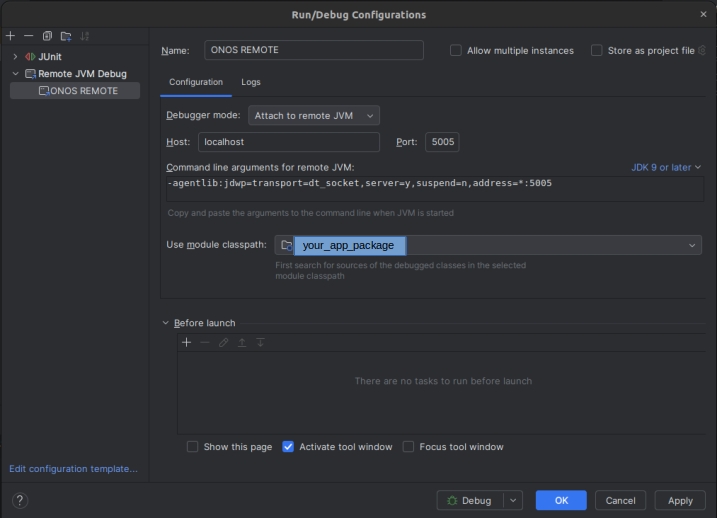 Run/Debug Configurations
JUnit
Remote JVM Debug
ONOS REMOTE
Edit configuration template...
Name: ONOS REMOTE
Allow multiple instances
Store as project file
Configuration
Logs
Debugger mode: Attach to remote JVM
Host: localhost
Port: 5005
Command line arguments for remote JVM:
JDK 9 or later
-agentlib:jdwp=transport=dt_socket,server=y,suspend=n,address=*:5005
Copy and paste the arguments to the command line when JVM is started
Use module classpath: your_app_package
First search for sources of the debugged classes in the selected
module classpath
Before launch
There are no tasks to run before launch
Show this page
Activate tool window
Focus tool window
?
Debug
OK
Cancel
Apply